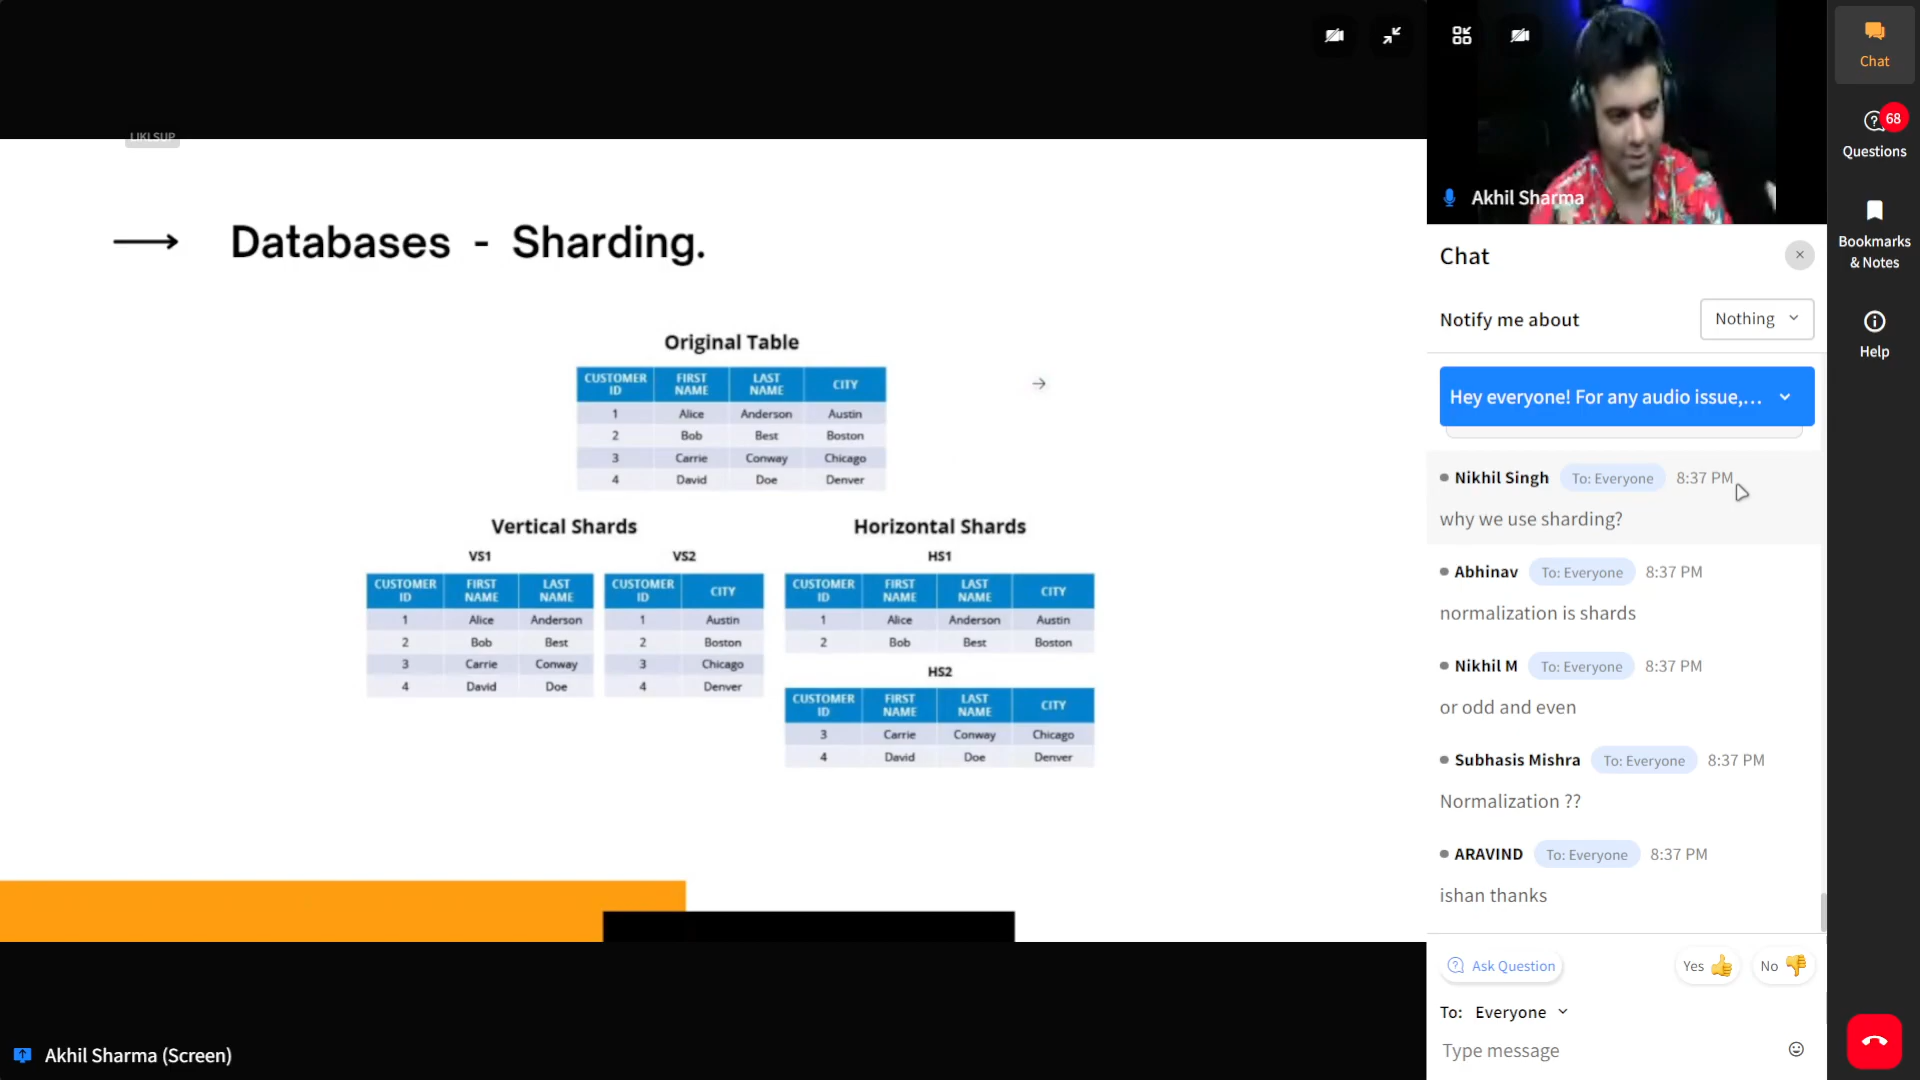 LIKLSUP
Databases - Sharding.
Original Table
CUSTOMER ID FIRST NAME LAST NAME CITY
1 Alice Anderson Austin
2 Bob Best Boston
3 Carrie Conway Chicago
4 David Doe Denver
Vertical Shards
VS1
CUSTOMER ID FIRST NAME LAST NAME
1 Alice Anderson
2 Bob Best
3 Carrie Conway
4 David Doe
VS2
CUSTOMER ID CITY
1 Austin
2 Boston
3 Chicago
4 Denver
Horizontal Shards
HS1
CUSTOMER ID FIRST NAME LAST NAME CITY
1 Alice Anderson Austin
2 Bob Best Boston
HS2
CUSTOMER ID FIRST NAME LAST NAME CITY
3 Carrie Conway Chicago
4 David Doe Denver
Akhil Sharma (Screen)
Akhil Sharma
Chat
Notify me about Nothing
Hey everyone! For any audio issue,...
Nikhil Singh To: Everyone 8:37 PM
why we use sharding?
Abhinav To: Everyone 8:37 PM
normalization is shards
Nikhil M To: Everyone 8:37 PM
or odd and even
Subhasis Mishra To: Everyone 8:37 PM
Normalization ??
ARAVIND To: Everyone 8:37 PM
ishan thanks
Ask Question Yes No
To: Everyone
Type message
Chat
68
Questions
Bookmarks
& Notes
Help